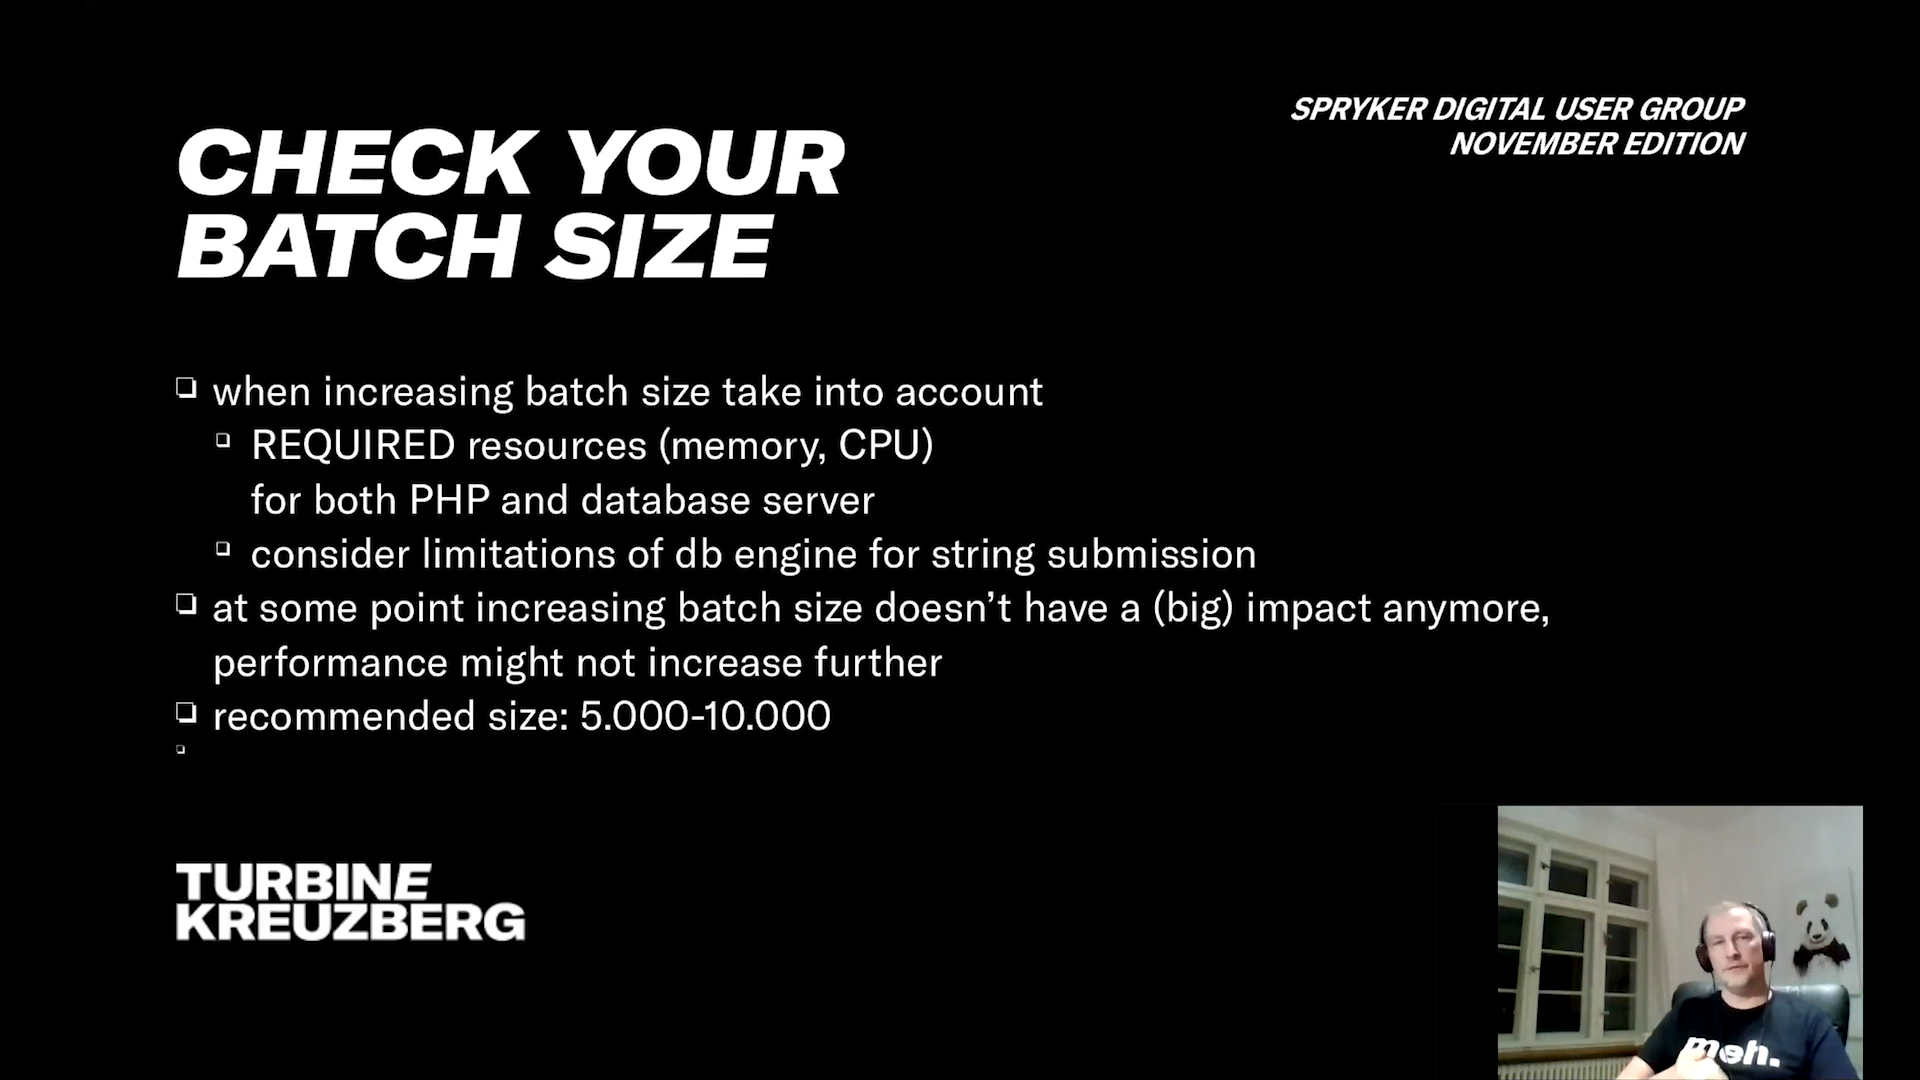 SPRYKER DIGITAL USER GROUP
NOVEMBER EDITION
CHECK YOUR
BATCH SIZE
when increasing batch size take into account
REQUIRED resources (memory, CPU)
for both PHP and database server
consider limitations of db engine for string submission
at some point increasing batch size doesn’t have a (big) impact anymore,
performance might not increase further
recommended size: 5.000-10.000
TURBINE
KREUZBERG
meh.